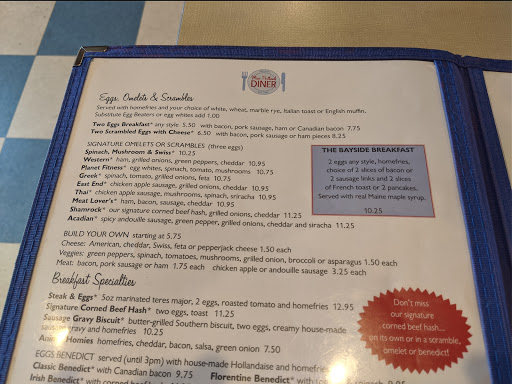 DINER
Eggs, Omelets & Scrambles
Served with homefries and your choice of white, wheat, marble rye, Italian toast or English muffin.
Substitute Egg Beaters or egg whites add 1.00
Two Eggs Breakfast* any style 5.50 with bacon, pork sausage, ham or Canadian bacon 7.75
Two Scrambled Eggs with Cheese* 6.50 with bacon, pork sausage or ham pieces 8.25
SIGNATURE OMELETS OR SCRAMBLES (three eggs)
Spinach, Mushroom & Swiss* 10.25
Western* ham, grilled onions, green peppers, cheddar 10.95
Planet Fitness* egg whites, spinach, tomato, mushrooms 10.75
Greek* spinach, tomato, grilled onions, feta 10.75
East End* chicken apple sausage, grilled onions, cheddar 10.95
Thai* chicken apple sausage, mushrooms, spinach, sriracha 10.95
Meat Lover's* ham, bacon, sausage, cheddar 10.95
Shamrock* our signature corned beef hash, grilled onions, cheddar 11.25
Acadian* spicy andouille sausage, green pepper, grilled onions, cheddar and siracha 11.25
THE BAYSIDE BREAKFAST
2 eggs any style, homefries,
choice of 2 slices of bacon or
2 sausage links and 2 slices
of French toast or 2 pancakes.
Served with real Maine maple syrup.
10.25
BUILD YOUR OWN starting at 5.75
Cheese: American, cheddar, Swiss, feta or pepperjack cheese 1.50 each
Veggies: green peppers, spinach, tomatoes, mushrooms, grilled onion, broccoli or asparagus 1.50 each
Meat: bacon, pork sausage or ham 1.75 each chicken apple or andouille sausage 3.25 each
Breakfast Specialties
Steak & Eggs* 5oz marinated teres major, 2 eggs, roasted tomato and homefries 12.95
Signature Corned Beef Hash* two eggs, toast 11.25
Sausage Gravy Biscuit* butter-grilled Southern biscuit, two eggs, creamy house-made
sausage gravy and homefries 10.25
Animal Homies homefries, cheddar, bacon, salsa, green onion 7.50
EGGS BENEDICT served (until 3pm) with house-made Hollandaise and homefries
Classic Benedict* with Canadian bacon 9.75 Florentine Benedict* with
Irish Benedict* with corned beef
Don't miss
our signature
corned beef hash...
on its own or in a scramble,
omelet or benedict!